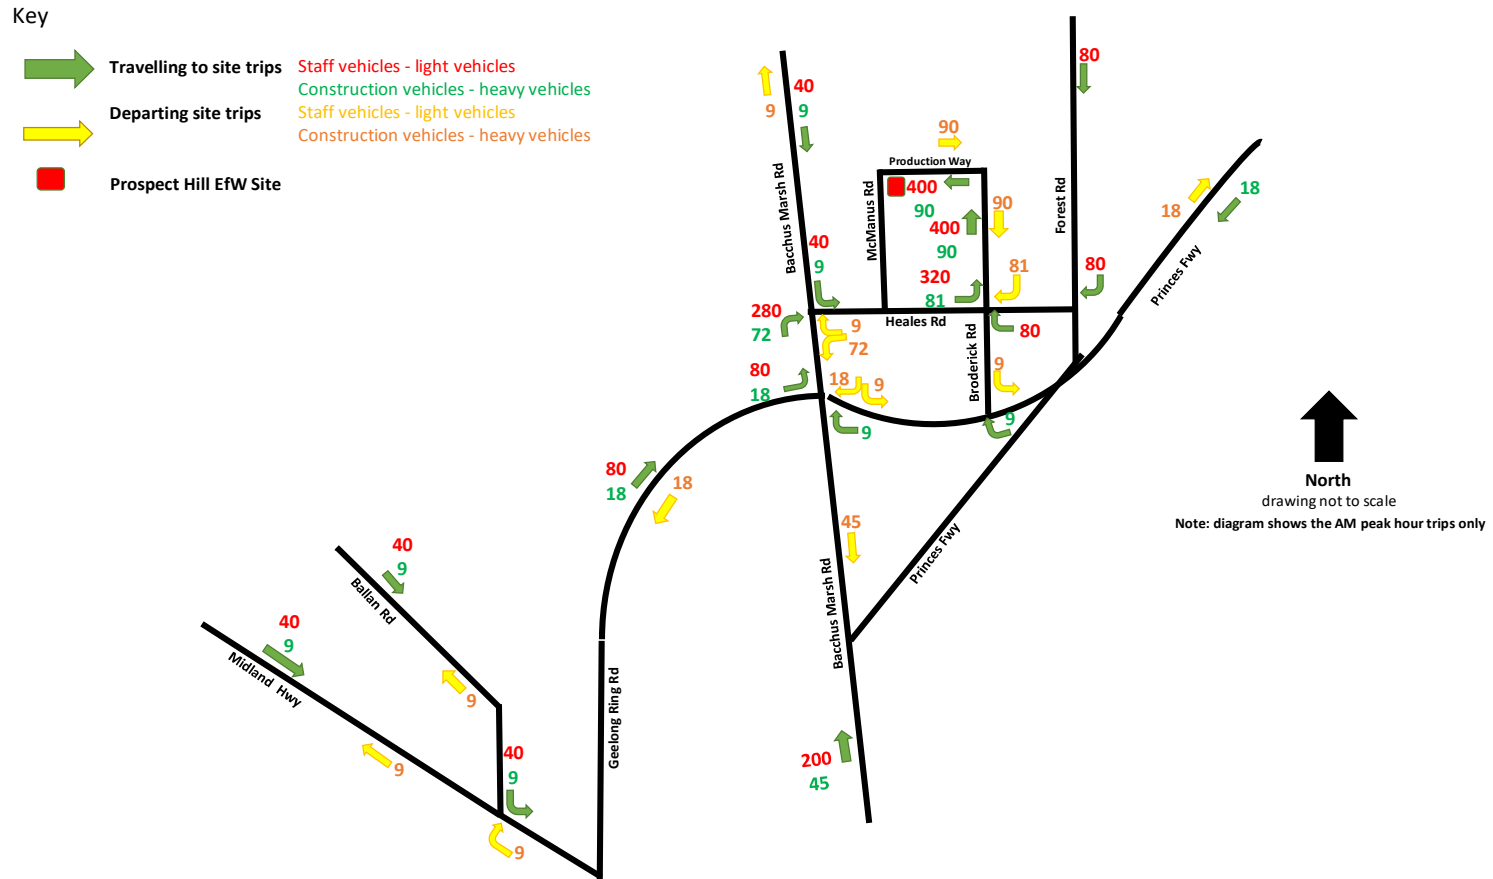 Key
Travelling to site trips
Staff vehicles - light vehicles
Construction vehicles - heavy vehicles
Departing site trips
Staff vehicles - light vehicles
Construction vehicles - heavy vehicles
Prospect Hill EfW Site
40
9
9
80
90
Production Way
400
90
400
90
90
McManus Rd
Bacchus Marsh Rd
Forest Rd
18
18
Princes Fwy
40
9
320
81
81
80
280
72
Heales Rd
9
72
80
Broderick Rd
80
18
18
9
9
9
9
80
18
18
45
Princes Fwy
North
drawing not to scale
Note: diagram shows the AM peak hour trips only
40
9
Ballan Rd
40
9
Midland Hwy
9
9
Geelong Ring Rd
Bacchus Marsh Rd
40
9
9
200
45